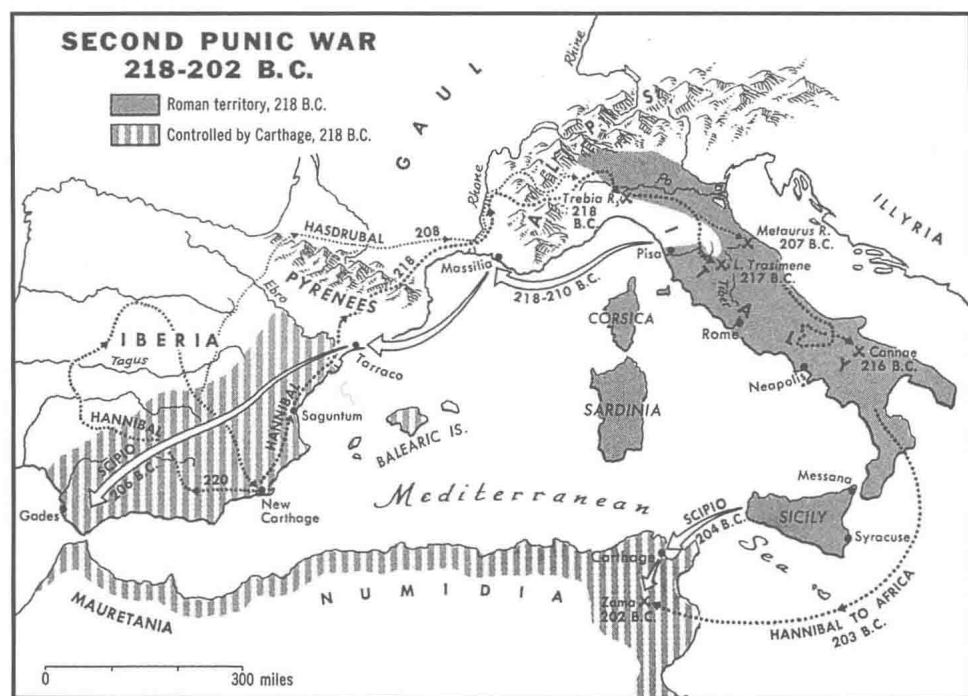 SECOND PUNIC WAR
218-202 B.C.
Roman territory, 218 B.C.
Controlled by Carthage, 218 B.C.
GAUL
Rhine
ALPS
Rhone
Po
Trebia R.
218
B.C.
ILLYRIA
Metaurus R.
207 B.C.
HASDRUBAL
208
218
PYRENEES
Massilia
Pisa
L. Trasimene
217 B.C.
218-210 B.C.
ITALY
Tiber
Ebro
CORSICA
Rome
IBERIA
Tagus
Tarraco
Cannae
216 B.C.
Neapolis
SARDINIA
HANNIBAL
Saguntum
HANNIBAL
BALEARIC IS.
SCIPIO
206 B.C.
220
New
Carthage
Gades
Mediterranean
Sea
Messana
SICILY
Syracuse
SCIPIO
204 B.C.
Carthage
Zama
202 B.C.
NUMIDIA
MAURETANIA
HANNIBAL TO AFRICA
203 B.C.
0
300
miles